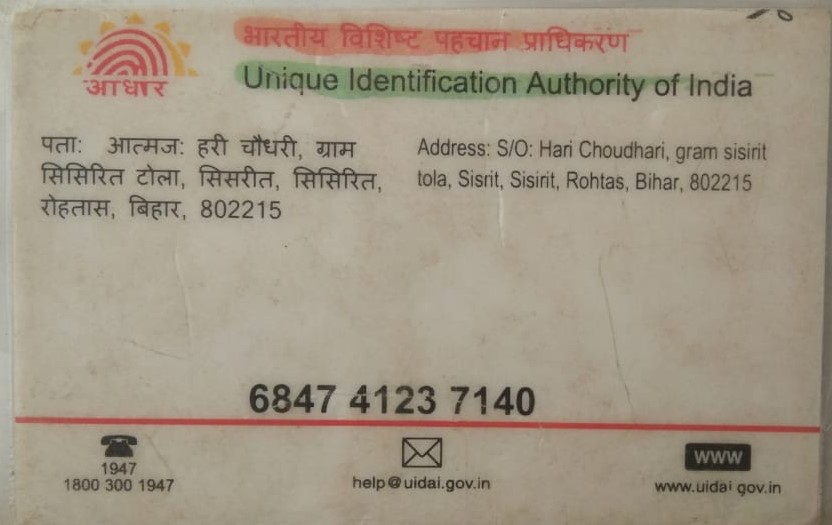 भारतीय विशिष्ट पहचान प्राधिकरण
Unique Identification Authority of India
आधार
पता: आत्मज: हरी चौधरी, ग्राम
सिसिरित टोला, सिसरीत, सिसिरित,
रोहतास, बिहार, 802215
Address: S/O: Hari Choudhari, gram sisirit
tola, Sisrit, Sisirit, Rohtas, Bihar, 802215
6847 4123 7140
1947
1800 300 1947
help@uidai.gov.in
www
www.uidai gov.in